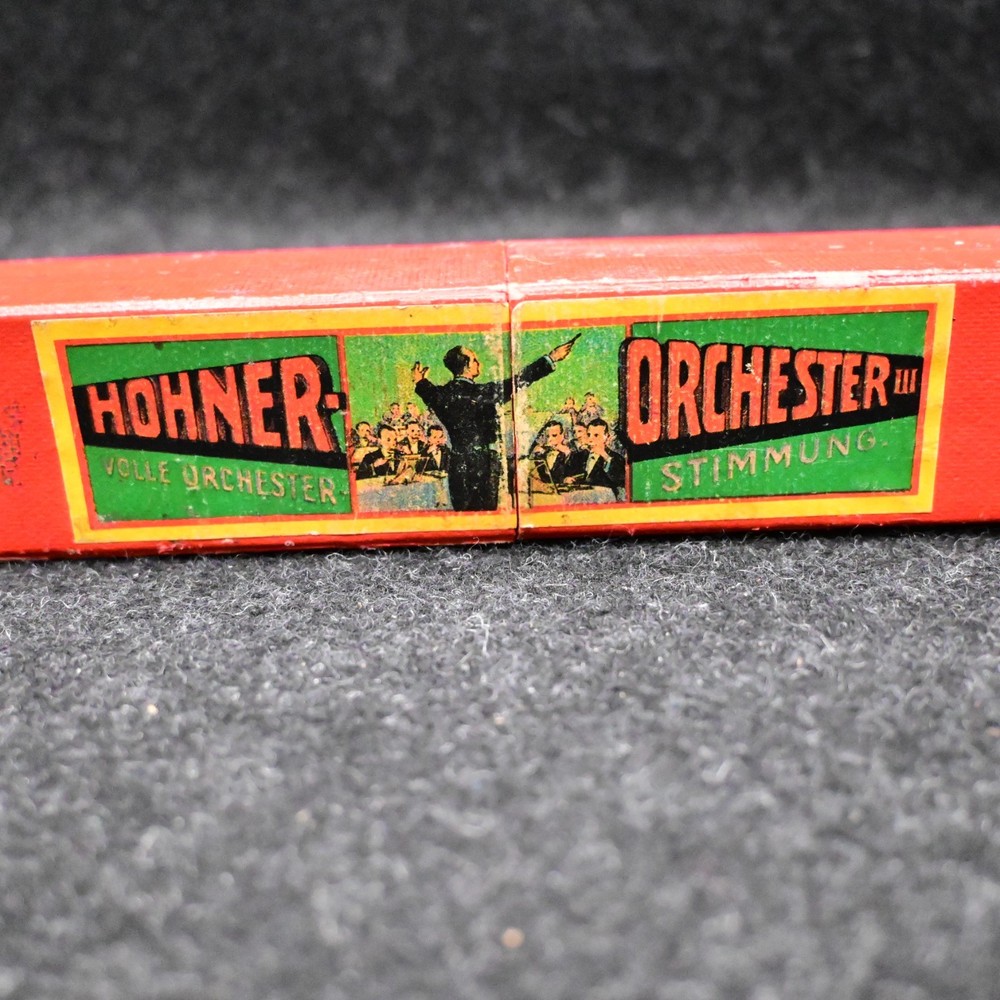 HOHNER-ORCHESTER III
VOLLE ORCHESTER-STIMMUNG.